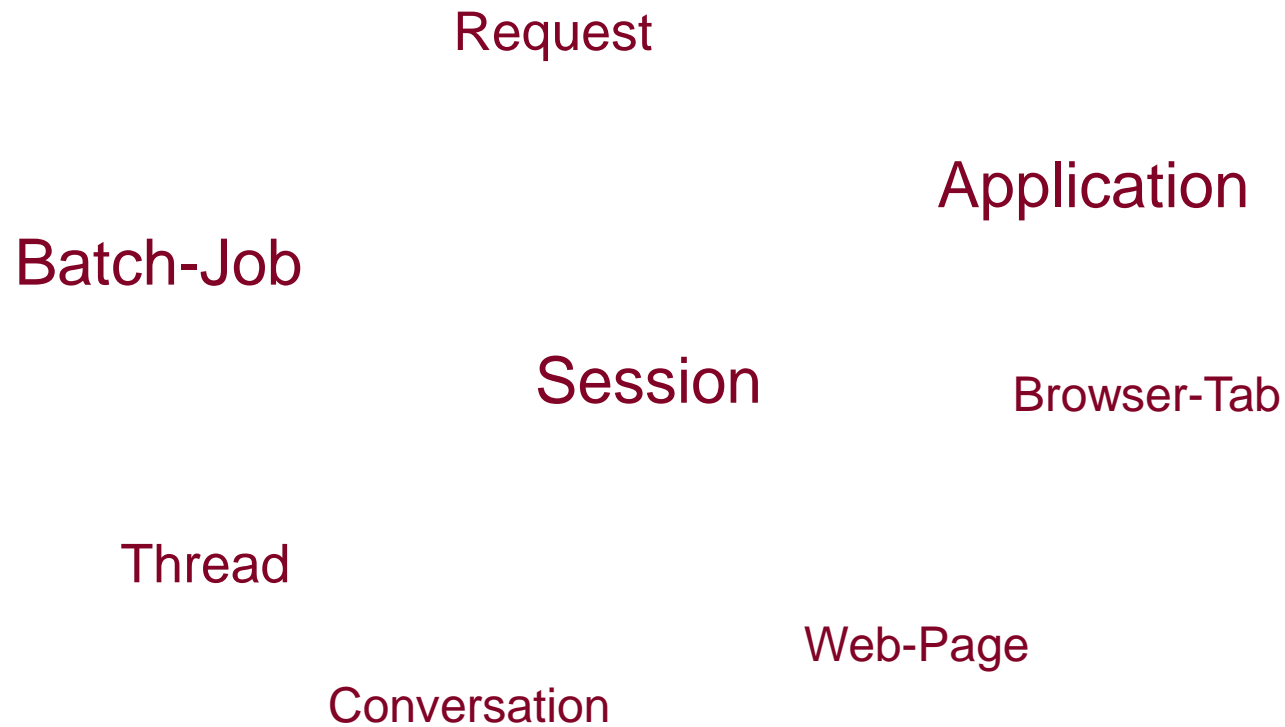 Request
Application
Batch-Job
Session
Browser-Tab
Thread
Web-Page
Conversation